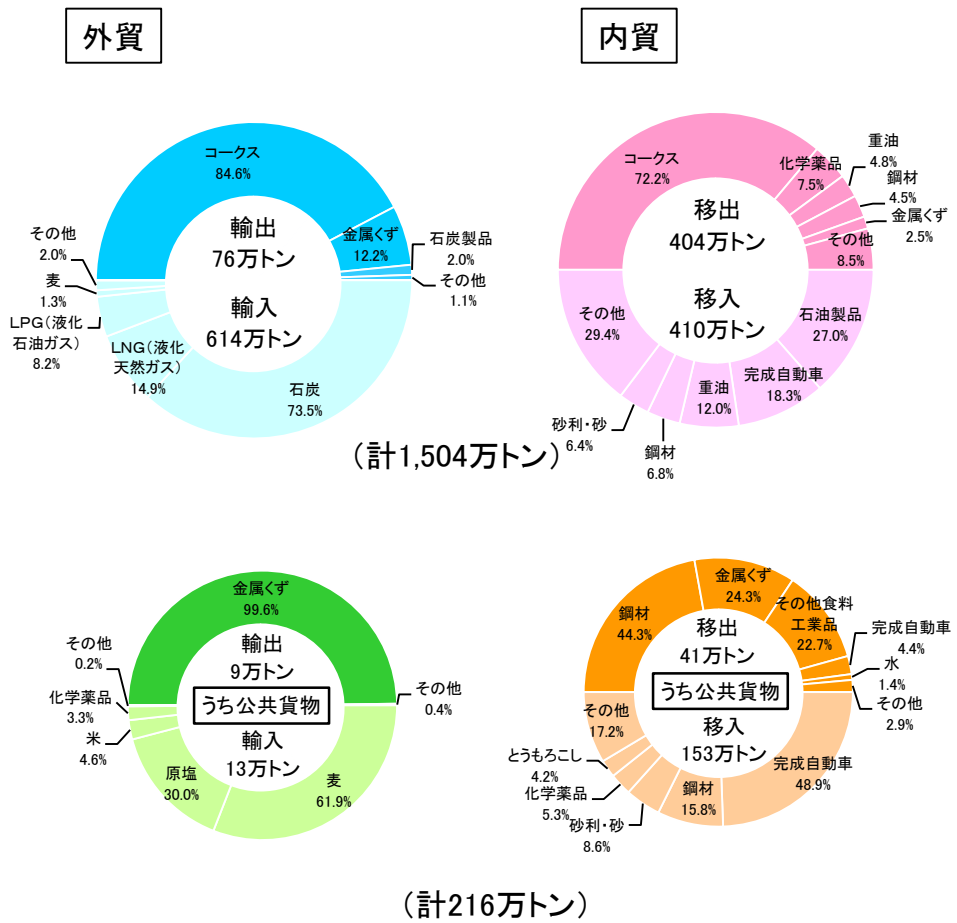 外貿
内貿
コークス
84.6%
金属くず
12.2%
石炭製品
2.0%
その他
1.1%
輸出
76万トン
輸入
614万トン
その他
2.0%
麦
1.3%
LPG(液化
石油ガス)
8.2%
LNG(液化
天然ガス)
14.9%
石炭
73.5%
コークス
72.2%
化学薬品
7.5%
重油
4.8%
鋼材
4.5%
金属くず
2.5%
その他
8.5%
移出
404万トン
移入
410万トン
その他
29.4%
石油製品
27.0%
完成自動車
18.3%
重油
12.0%
鋼材
6.8%
砂利・砂
6.4%
(計1,504万トン)
金属くず
99.6%
その他
0.4%
輸出
9万トン
うち公共貨物
輸入
13万トン
その他
0.2%
化学薬品
3.3%
米
4.6%
原塩
30.0%
麦
61.9%
鋼材
44.3%
金属くず
24.3%
その他食料
工業品
22.7%
完成自動車
4.4%
水
1.4%
その他
2.9%
移出
41万トン
うち公共貨物
移入
153万トン
その他
17.2%
とうもろこし
4.2%
化学薬品
5.3%
砂利・砂
8.6%
鋼材
15.8%
完成自動車
48.9%
(計216万トン)